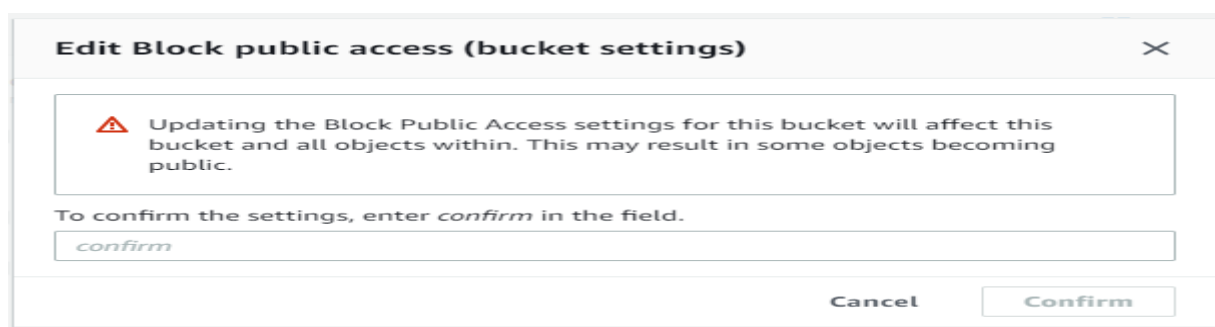 Edit Block public access (bucket settings)
Updating the Block Public Access settings for this bucket will affect this
bucket and all objects within. This may result in some objects becoming
public.
To confirm the settings, enter confirm in the field.
confirm
Cancel Confirm